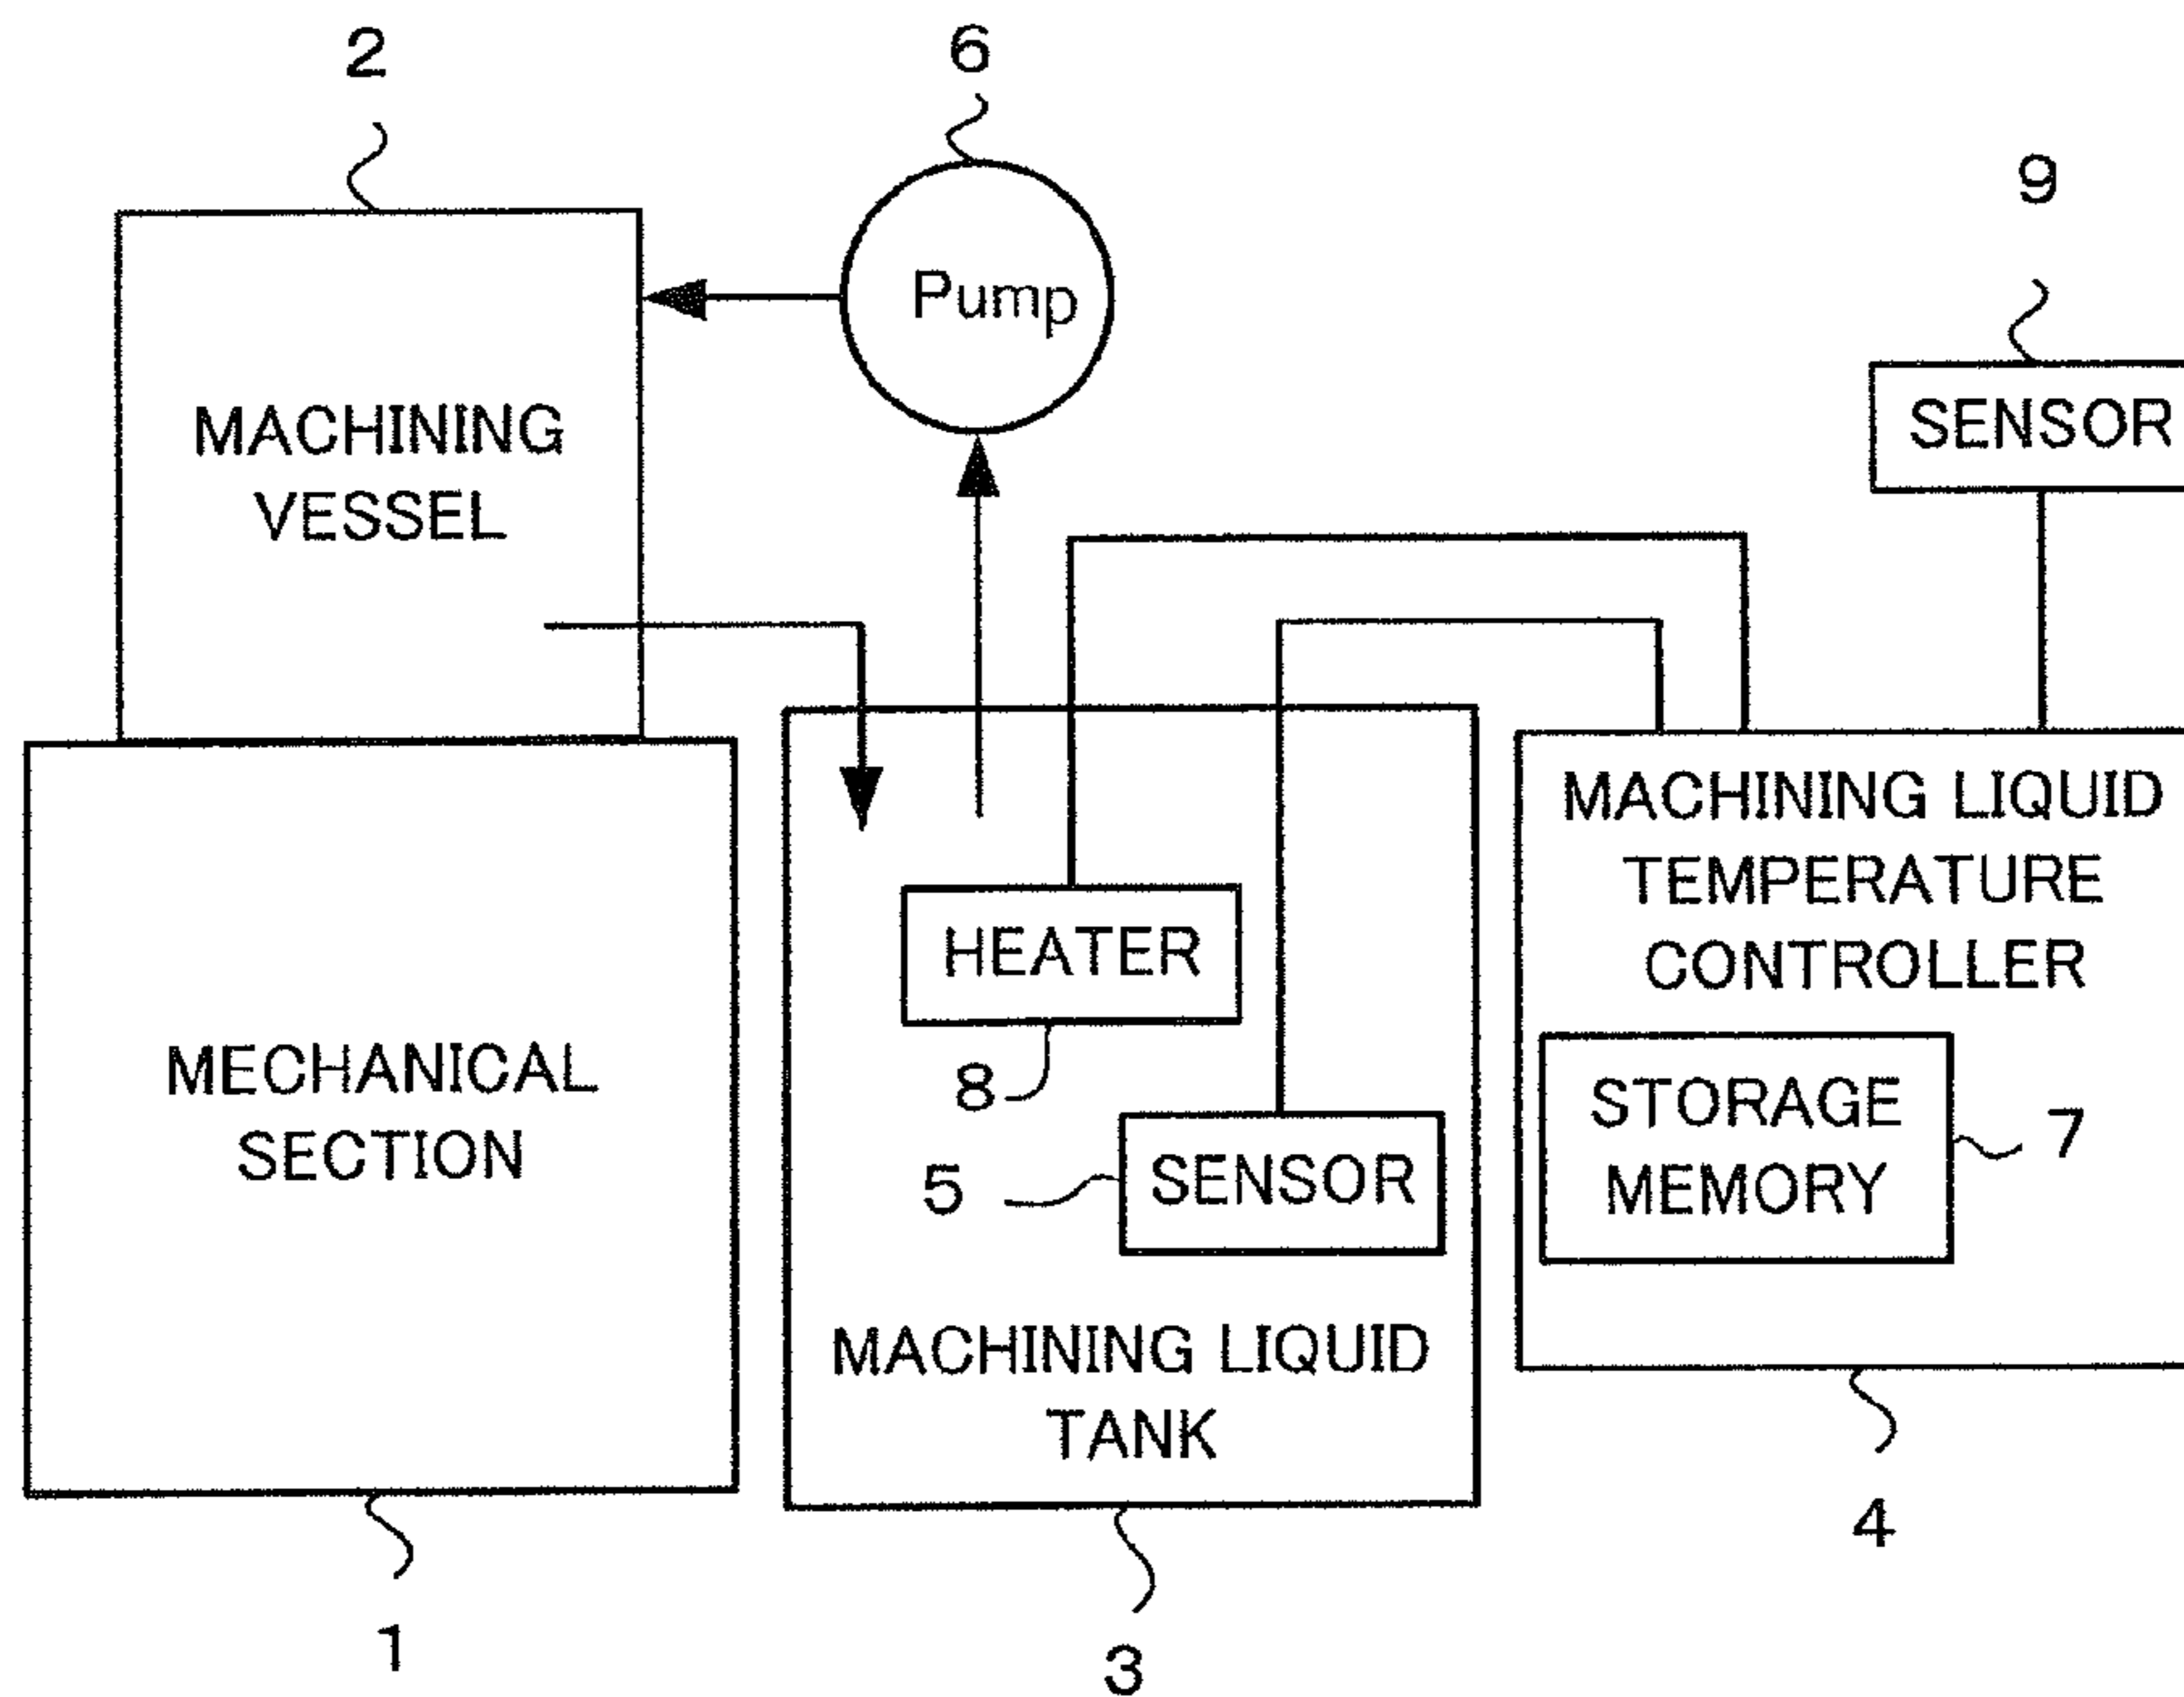 2
6
9
Pump
SENSOR
MACHINING
VESSEL
MACHINING LIQUID
TEMPERATURE
CONTROLLER
HEATER
8
MECHANICAL
SECTION
STORAGE
MEMORY
7
5
SENSOR
MACHINING LIQUID
TANK
4
1
3